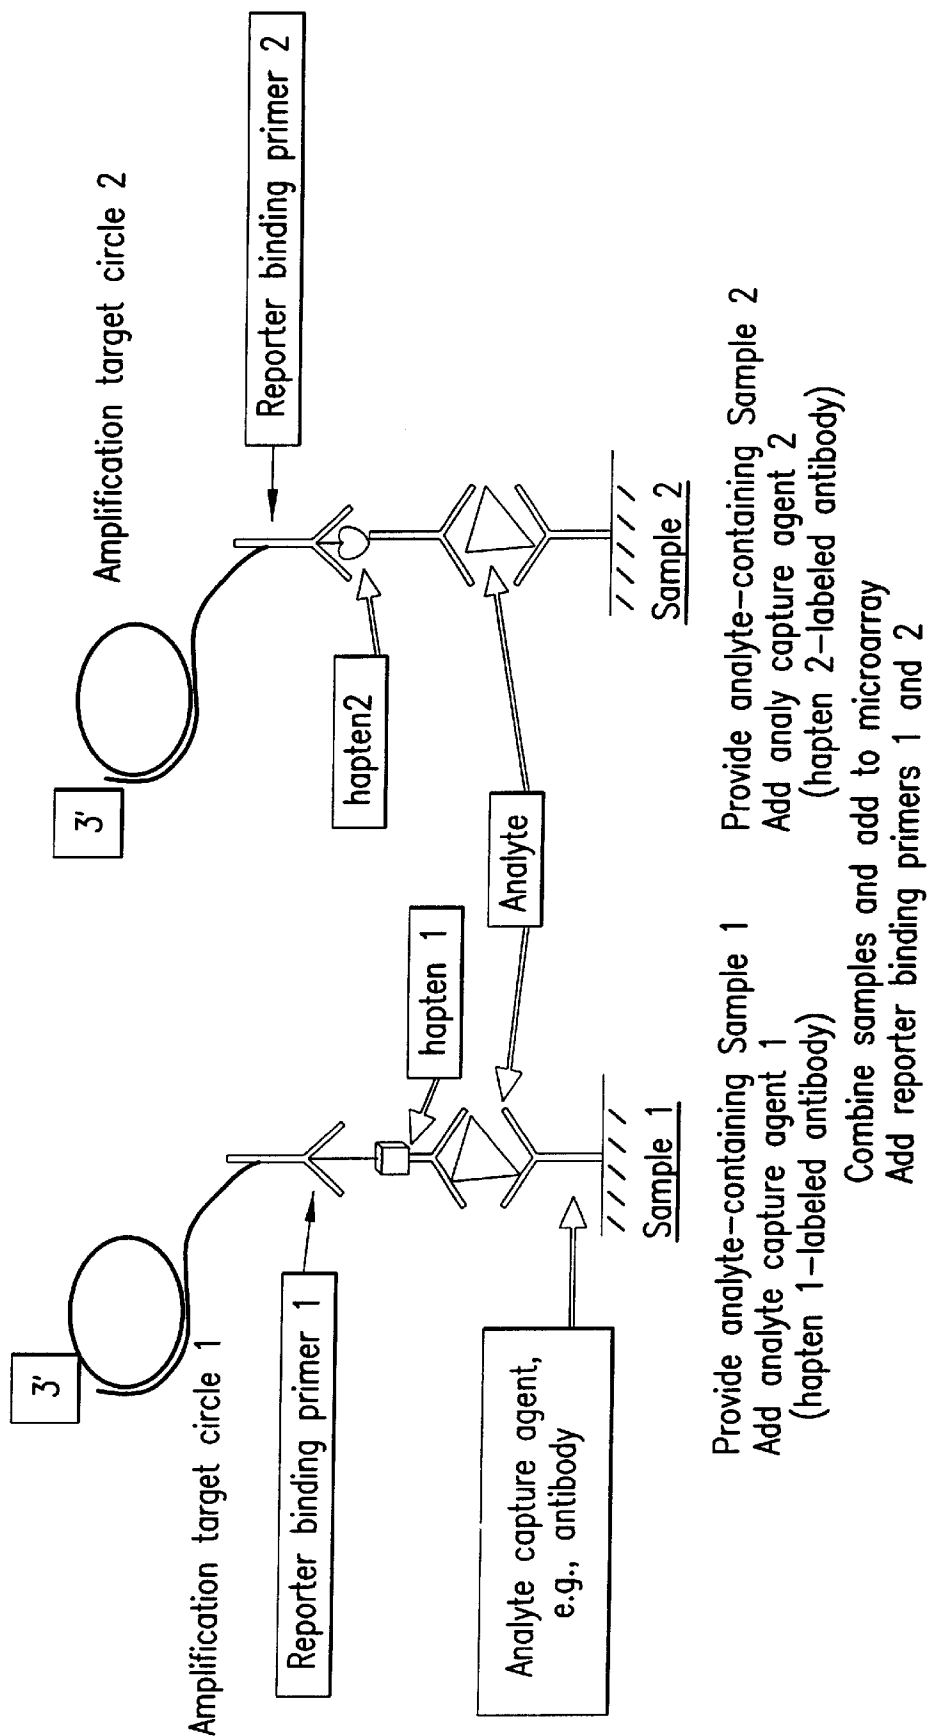 3'
Amplification target circle 1
Reporter binding primer 1
hapten 1
Analyte capture agent,
e.g., antibody
Sample 1
3'
Amplification target circle 2
Reporter binding primer 2
hapten2
Analyte
Sample 2
Provide analyte-containing Sample 1
Add analyte capture agent 1
(hapten 1-labeled antibody)
Provide analyte-containing Sample 2
Add analy capture agent 2
(hapten 2-labeled antibody)
Combine samples and add to microarray
Add reporter binding primers 1 and 2